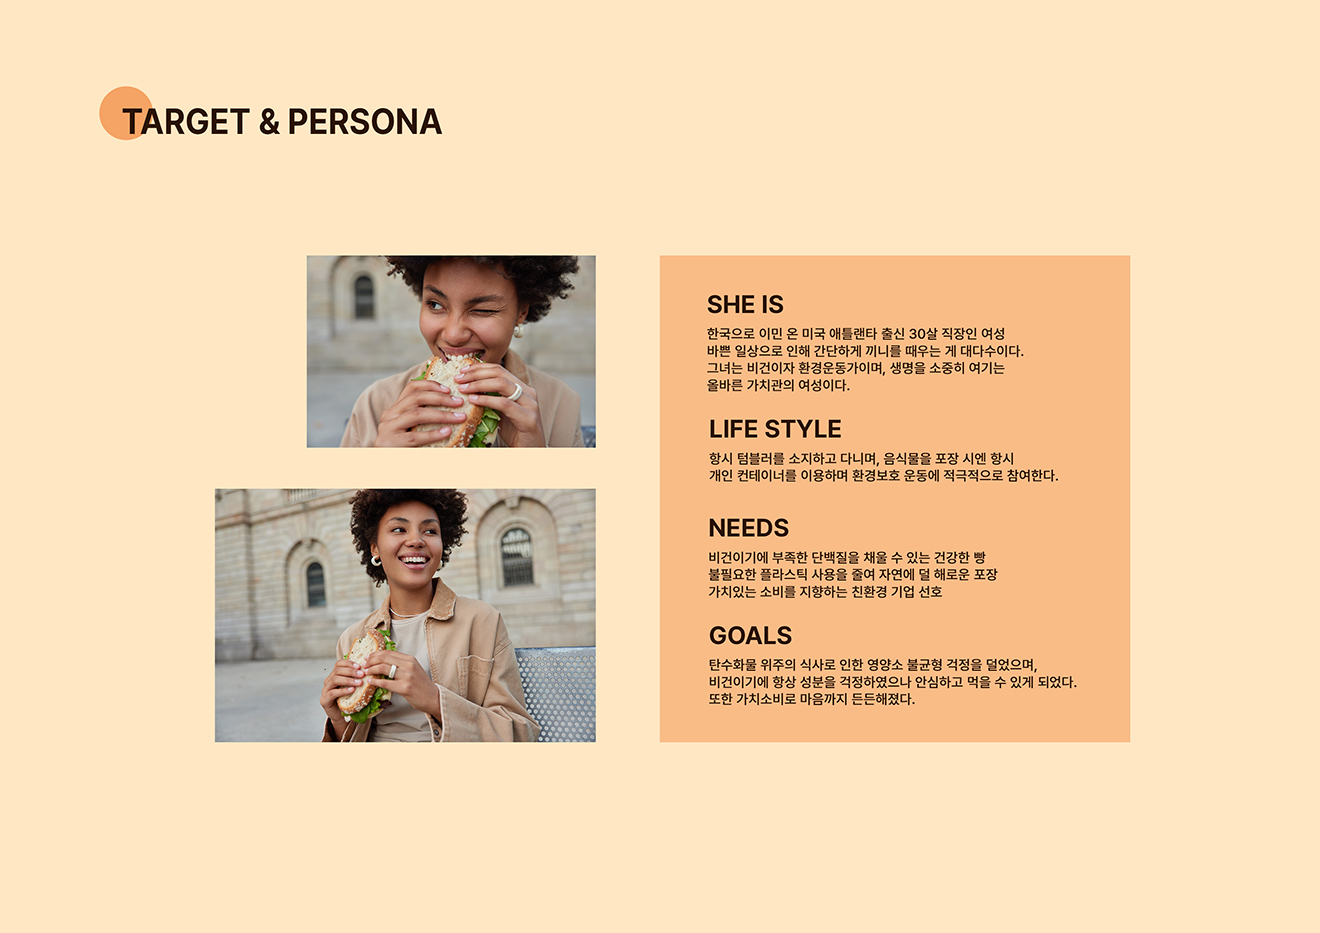 TARGET & PERSONA
SHE IS
한국으로 이민 온 미국 애틀랜타 출신 30살 직장인 여성
바쁜 일상으로 인해 간단하게 끼니를 때우는 게 대다수이다.
그녀는 비건이자 환경운동가이며, 생명을 소중히 여기는
올바른 가치관의 여성이다.
LIFE STYLE
항시 텀블러를 소지하고 다니며, 음식물을 포장 시엔 항시
개인 컨테이너를 이용하며 환경보호 운동에 적극적으로 참여한다.
NEEDS
비건이기에 부족한 단백질을 채울 수 있는 건강한 빵
불필요한 플라스틱 사용을 줄여 자연에 덜 해로운 포장
가치있는 소비를 지향하는 친환경 기업 선호
GOALS
탄수화물 위주의 식사로 인한 영양소 불균형 걱정을 덜었으며,
비건이기에 항상 성분을 걱정하였으나 안심하고 먹을 수 있게 되었다.
또한 가치소비로 마음까지 든든해졌다.